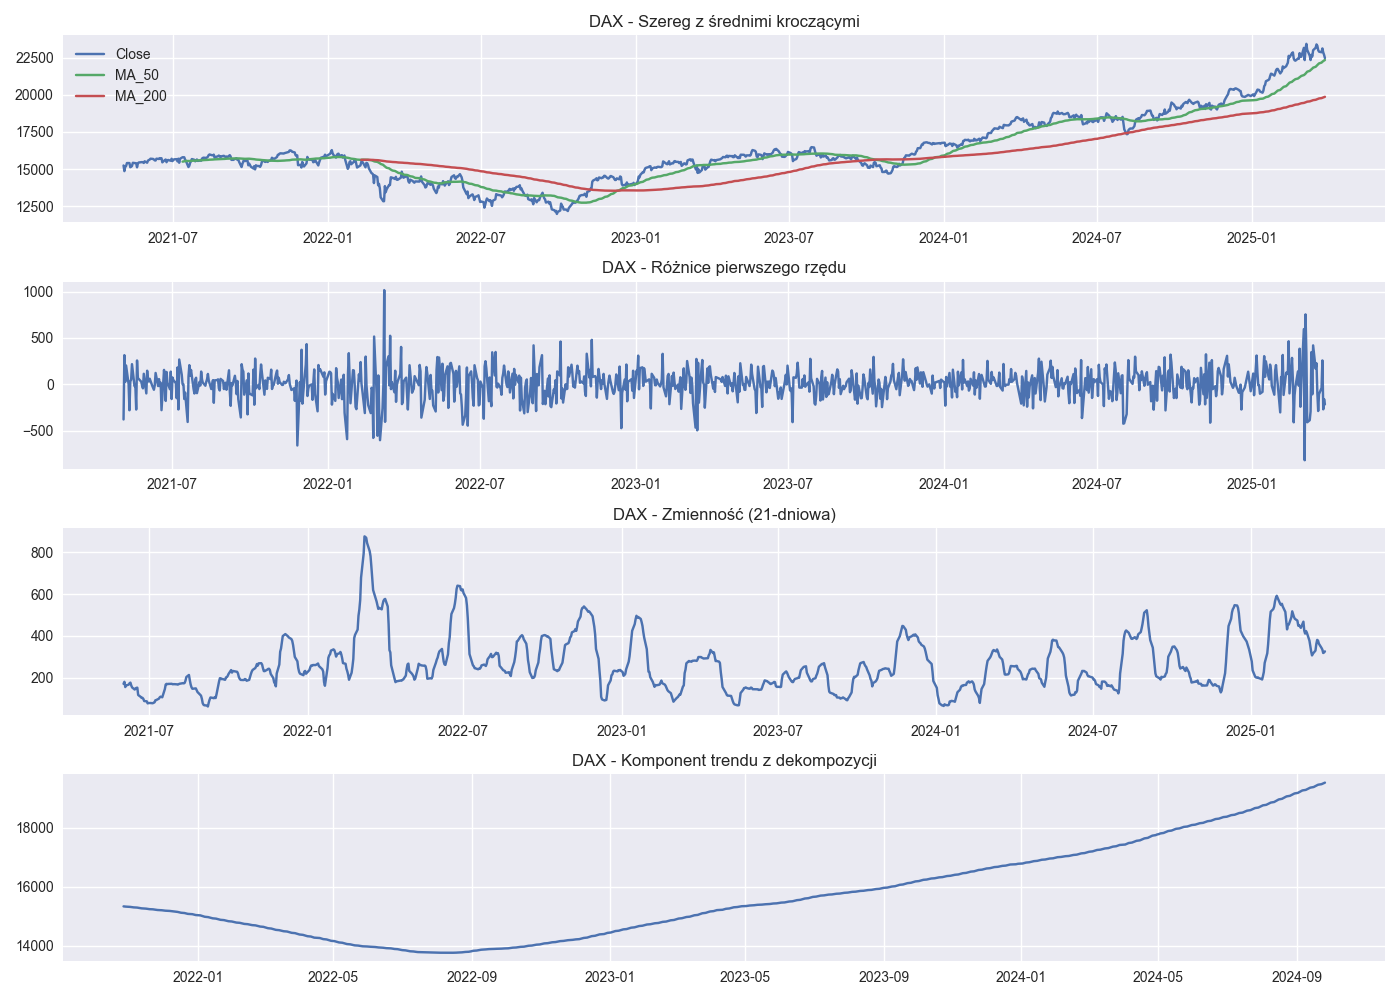 DAX - Szereg z średnimi kroczącymi
22500
20000
17500
15000
12500
Close
MA_50
MA_200
2021-07 2022-01 2022-07 2023-01 2023-07 2024-01 2024-07 2025-01
DAX - Różnice pierwszego rzędu
1000
500
0
−500
2021-07 2022-01 2022-07 2023-01 2023-07 2024-01 2024-07 2025-01
DAX - Zmienność (21-dniowa)
800
600
400
200
2021-07 2022-01 2022-07 2023-01 2023-07 2024-01 2024-07 2025-01
DAX - Komponent trendu z dekompozycji
18000
16000
14000
2022-01 2022-05 2022-09 2023-01 2023-05 2023-09 2024-01 2024-05 2024-09